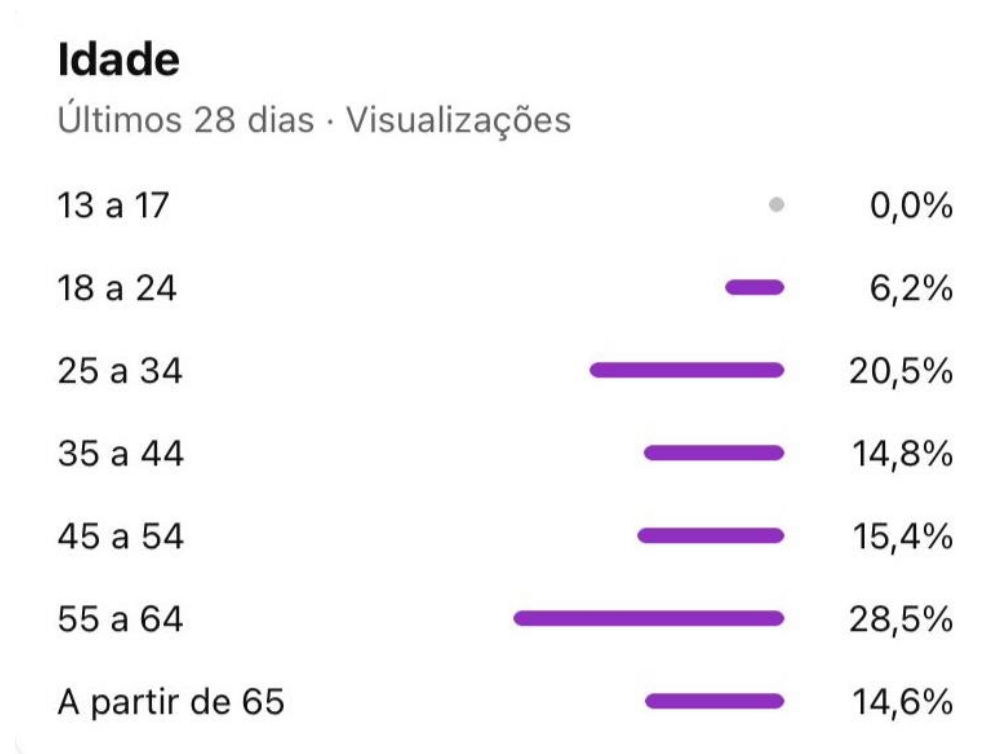 Idade
Últimos 28 dias · Visualizações
13 a 17 0,0%
18 a 24 6,2%
25 a 34 20,5%
35 a 44 14,8%
45 a 54 15,4%
55 a 64 28,5%
A partir de 65 14,6%